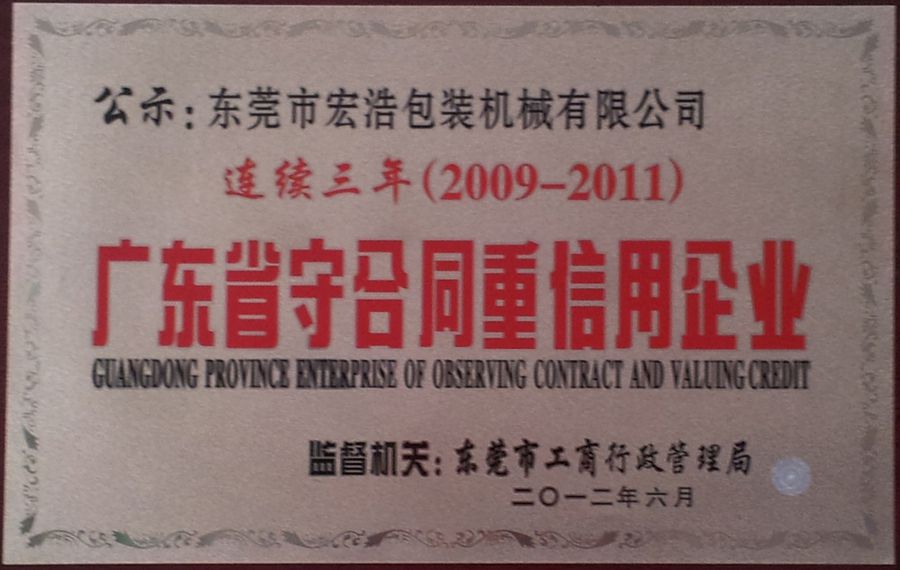 公示:东莞市宏浩包装机械有限公司
连续三年(2009-2011)
广东省守合同重信用企业
GUANGDONG PROVINCE ENTERPRISE OF OBSERVING CONTRACT AND VALUING CREDIT
监督机关:东莞市工商行政管理局
二〇一二年六月